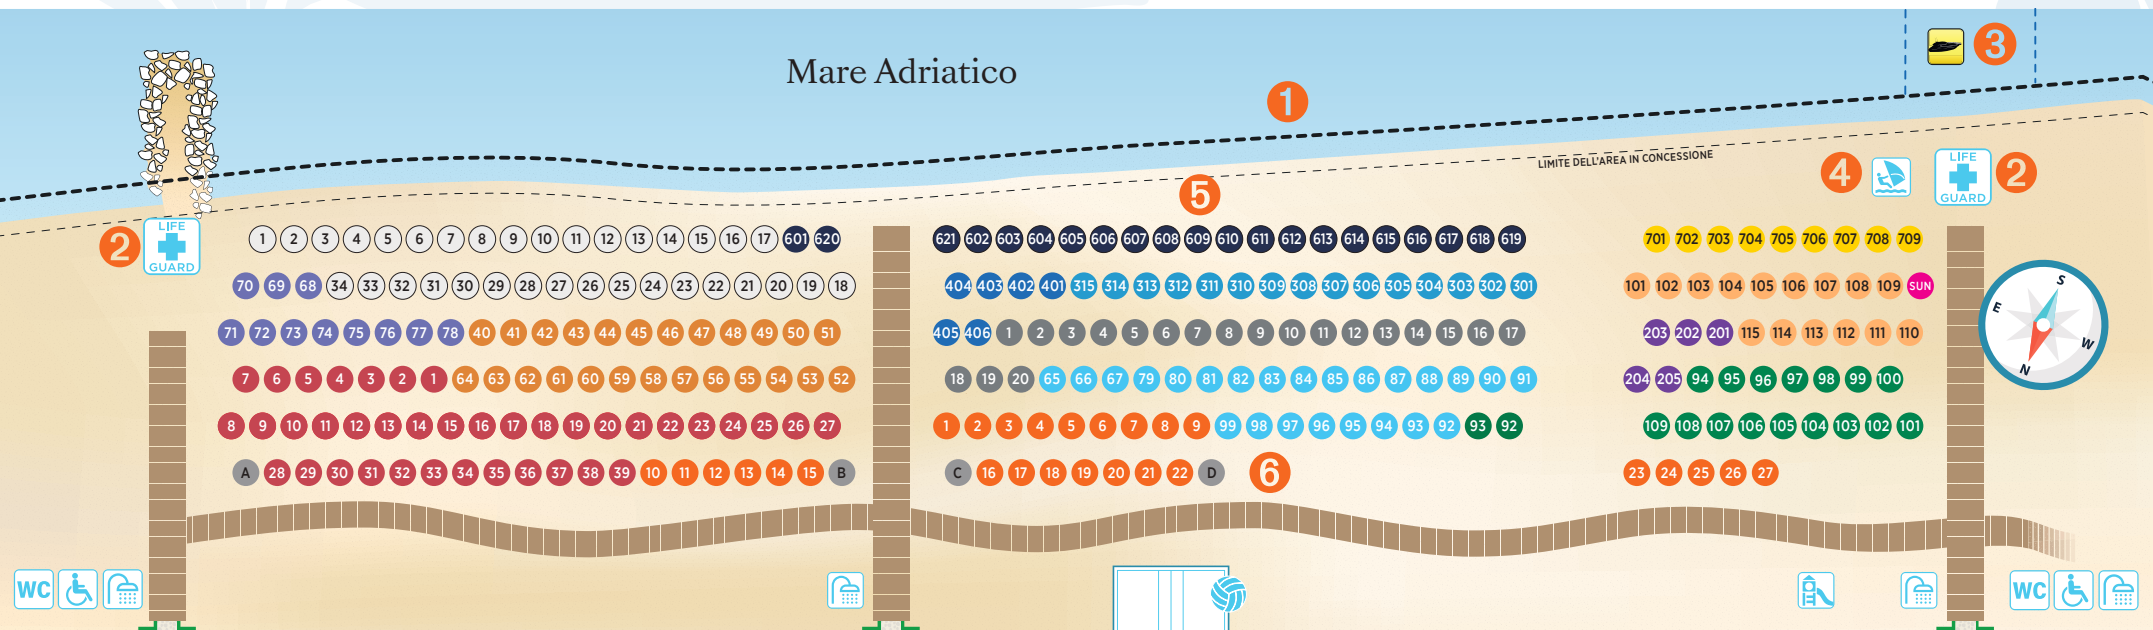 3
Mare Adriatico
1
LIMITE DELL'AREA IN CONCESSIONE
4
LIFE
GUARD
2
5
2
LIFE
GUARD
1 2 3 4 5 6 7 8 9 10 11 12 13 14 15 16 17 601 620
621 602 603 604 605 606 607 608 609 610 611 612 613 614 615 616 617 618 619
701 702 703 704 705 706 707 708 709
70 69 68 34 33 32 31 30 29 28 27 26 25 24 23 22 21 20 19 18
404 403 402 401 315 314 313 312 311 310 309 308 307 306 305 304 303 302 301
101 102 103 104 105 106 107 108 109 SUN
71 72 73 74 75 76 77 78 40 41 42 43 44 45 46 47 48 49 50 51
405 406 1 2 3 4 5 6 7 8 9 10 11 12 13 14 15 16 17
203 202 201 115 114 113 112 111 110
S
E
W
N
7 6 5 4 3 2 1 64 63 62 61 60 59 58 57 56 55 54 53 52
18 19 20 65 66 67 79 80 81 82 83 84 85 86 87 88 89 90 91
204 205 94 95 96 97 98 99 100
8 9 10 11 12 13 14 15 16 17 18 19 20 21 22 23 24 25 26 27
1 2 3 4 5 6 7 8 9 99 98 97 96 95 94 93 92 93 92
109 108 107 106 105 104 103 102 101
A 28 29 30 31 32 33 34 35 36 37 38 39 10 11 12 13 14 15 B
C 16 17 18 19 20 21 22 D
6
23 24 25 26 27
WC
WC